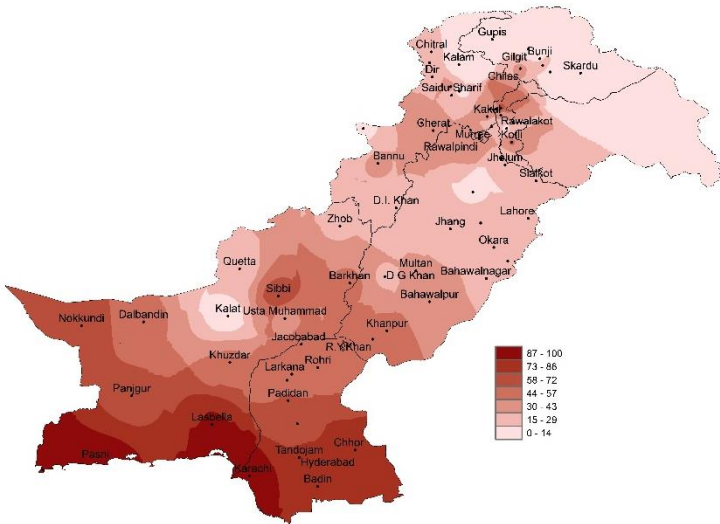 Gupis
Chitral
Bunji
Kalam
Gilgit
Skardu
Dir
Chilas
Saidu Sharif
Kakul
Rawalakot
Cherat
Murree
Kotli
Rawalpindi
Bannu
Jhelum
Sialkot
D.I. Khan
Zhob
Lahore
Jhang
Okara
Quetta
Multan
Barkhan
D G Khan
Bahawalnagar
Sibbi
Bahawalpur
Kalat
Usta Muhammad
Nokkundi
Dalbandin
Khanpur
Jacobabad
R.Y.Khan
Khuzdar
Rohri
Larkana
Panjgur
Padidan
Lasbella
Chhor
Tandojam
Pasni
Hyderabad
Karachi
Badin
87 - 100
73 - 86
58 - 72
44 - 57
30 - 43
15 - 29
0 - 14